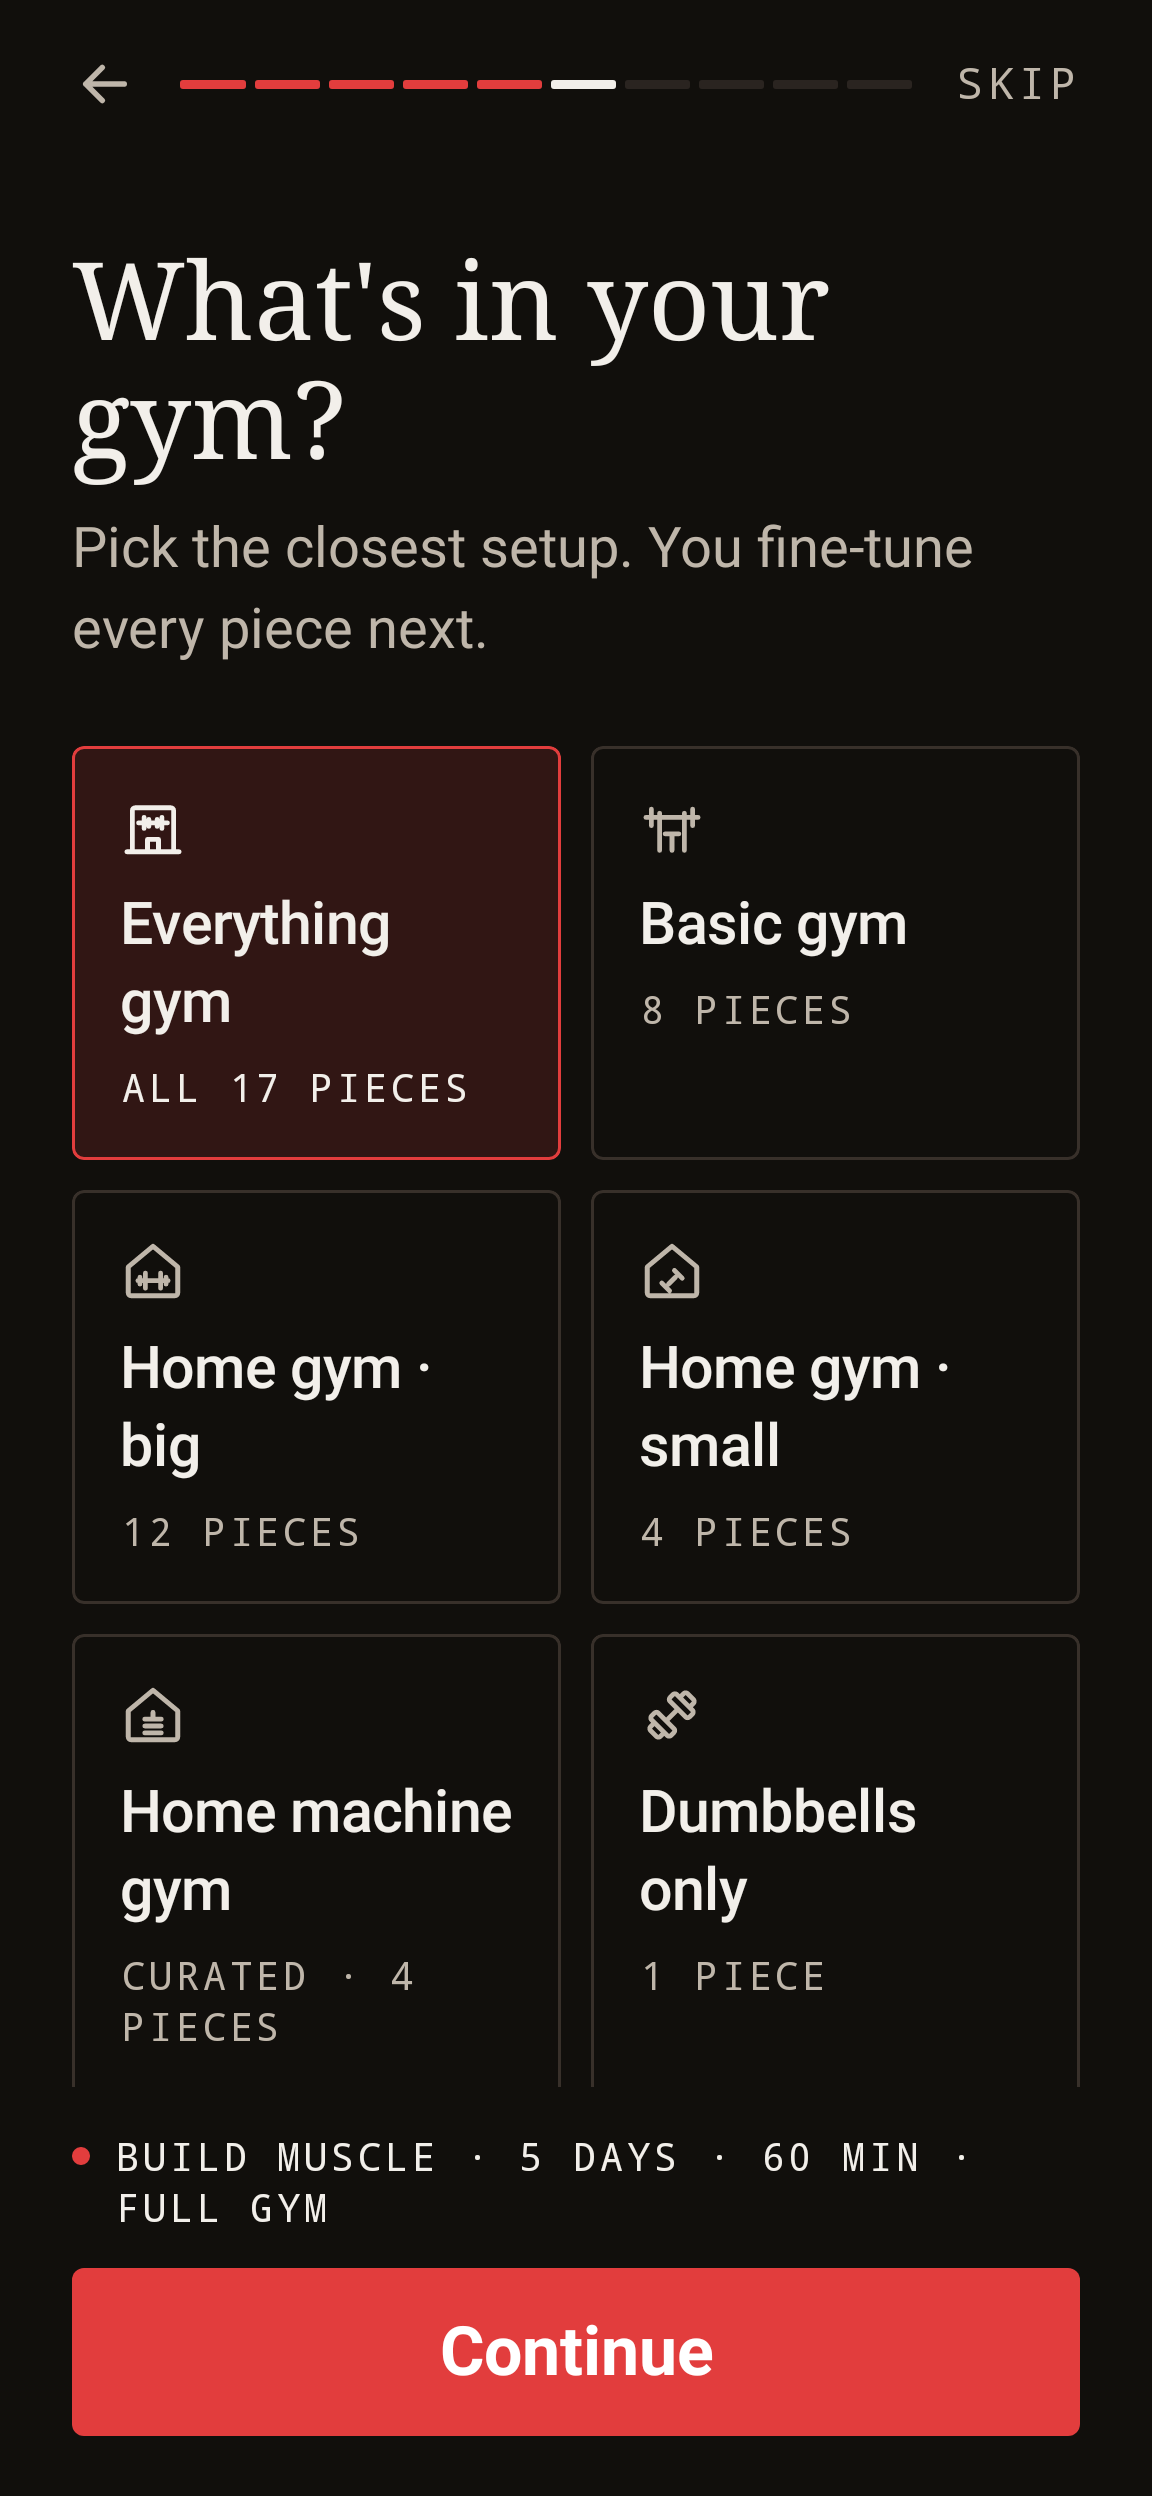 SKIP
What's in your
gym?
Pick the closest setup. You fine-tune
every piece next.
Everything
gym
ALL 17 PIECES
Basic gym
8 PIECES
Home gym ·
big
12 PIECES
Home gym ·
small
4 PIECES
Home machine
gym
CURATED · 4
PIECES
Dumbbells
only
1 PIECE
BUILD MUSCLE · 5 DAYS · 60 MIN ·
FULL GYM
Continue